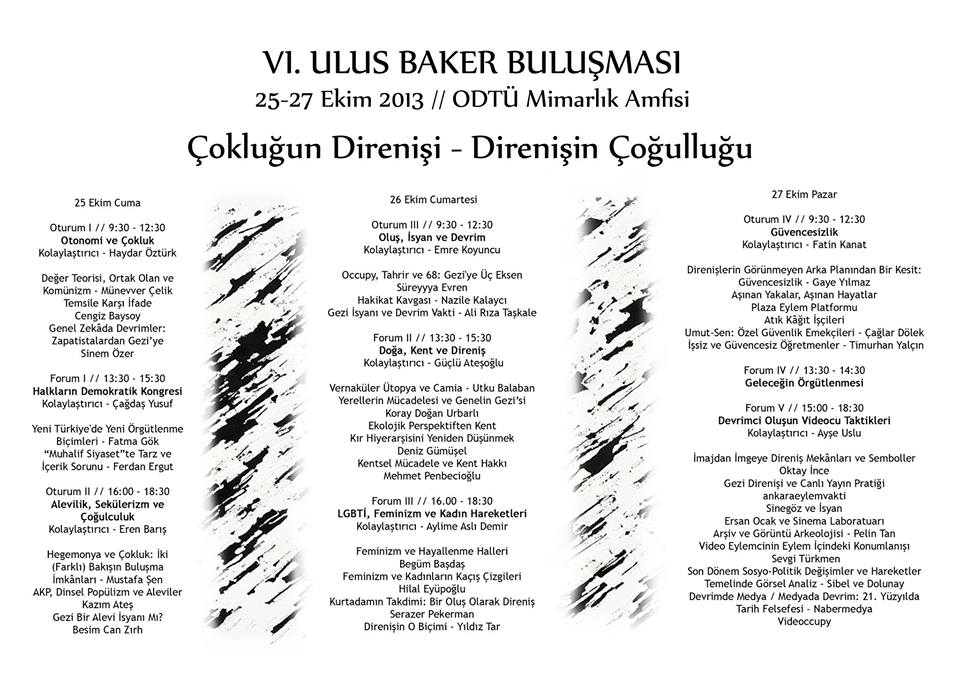 VI. ULUS BAKER BULUŞMASI
25-27 Ekim 2013 // ODTÜ Mimarlık Amfisi
Çokluğun Direnişi - Direnişin Çoğulluğu
25 Ekim Cuma
Oturum I // 9:30 - 12:30
Otonomi ve Çokluk
Kolaylaştırıcı - Haydar Öztürk
Değer Teorisi, Ortak Olan ve
Komünizm - Münevver Çelik
Temsile Karşı İfade
Cengiz Baysoy
Genel Zekâda Devrimler:
Zapatistalardan Gezi'ye
Sinem Özer
Forum I // 13:30 - 15:30
Halkların Demokratik Kongresi
Kolaylaştırıcı - Çağdaş Yusuf
Yeni Türkiye'de Yeni Örgütlenme
Biçimleri - Fatma Gök
“Muhalif Siyaset”te Tarz ve
İçerik Sorunu - Ferdan Ergut
Oturum II // 16:00 - 18:30
Alevilik, Sekülerizm ve
Çoğulculuk
Kolaylaştırıcı - Eren Barış
Hegemonya ve Çokluk: İki
(Farklı) Bakışın Buluşma
İmkânları - Mustafa Şen
AKP, Dinsel Popülizm ve Aleviler
Kazım Ateş
Gezi Bir Alevi İsyanı Mı?
Besim Can Zırh
26 Ekim Cumartesi
Oturum III // 9:30 - 12:30
Oluş, İsyan ve Devrim
Kolaylaştırıcı - Emre Koyuncu
Occupy, Tahrir ve 68: Gezi'ye Üç Eksen
Süreyyya Evren
Hakikat Kavgası - Nazile Kalaycı
Gezi İsyanı ve Devrim Vakti - Ali Rıza Taşkale
Forum II // 13:30 - 15:30
Doğa, Kent ve Direniş
Kolaylaştırıcı - Güçlü Ateşoğlu
Vernaküler Ütopya ve Camia - Utku Balaban
Yerellerin Mücadelesi ve Genelin Gezi'si
Koray Doğan Urbarlı
Ekolojik Perspektiften Kent
Kır Hiyerarşisini Yeniden Düşünmek
Deniz Gümüşel
Kentsel Mücadele ve Kent Hakkı
Mehmet Penbecioğlu
Forum III // 16.00 - 18:30
LGBTİ, Feminizm ve Kadın Hareketleri
Kolaylaştırıcı - Aylime Aslı Demir
Feminizm ve Hayallenme Halleri
Begüm Başdaş
Feminizm ve Kadınların Kaçış Çizgileri
Hilal Eyüpoğlu
Kurtadamın Takdimi: Bir Oluş Olarak Direniş
Serazer Pekerman
Direnişin O Biçimi - Yıldız Tar
27 Ekim Pazar
Oturum IV // 9:30 - 12:30
Güvencesizlik
Kolaylaştırıcı - Fatin Kanat
Direnişlerin Görünmeyen Arka Planından Bir Kesit:
Güvencesizlik - Gaye Yılmaz
Aşınan Yakalar, Aşınan Hayatlar
Plaza Eylem Platformu
Atık Kâğıt İşçileri
Umut-Sen: Özel Güvenlik Emekçileri - Çağlar Dölek
İşsiz ve Güvencesiz Öğretmenler - Timurhan Yalçın
Forum IV // 13:30 - 14:30
Geleceğin Örgütlenmesi
Forum V // 15:00 - 18:30
Devrimci Oluşun Videocu Taktikleri
Kolaylaştırıcı - Ayşe Uslu
İmajdan İmgeye Direniş Mekânları ve Semboller
Oktay İnce
Gezi Direnişi ve Canlı Yayın Pratiği
ankaraeylemvakti
Sinegöz ve İsyan
Ersan Ocak ve Sinema Laboratuarı
Arşiv ve Görüntü Arkeolojisi - Pelin Tan
Video Eylemcinin Eylem İçindeki Konumlanışı
Sevgi Türkmen
Son Dönem Sosyo-Politik Değişimler ve Hareketler
Temelinde Görsel Analiz - Sibel ve Dolunay
Devrimde Medya / Medyada Devrim: 21. Yüzyılda
Tarih Felsefesi - Nabermedya
Videoccupy